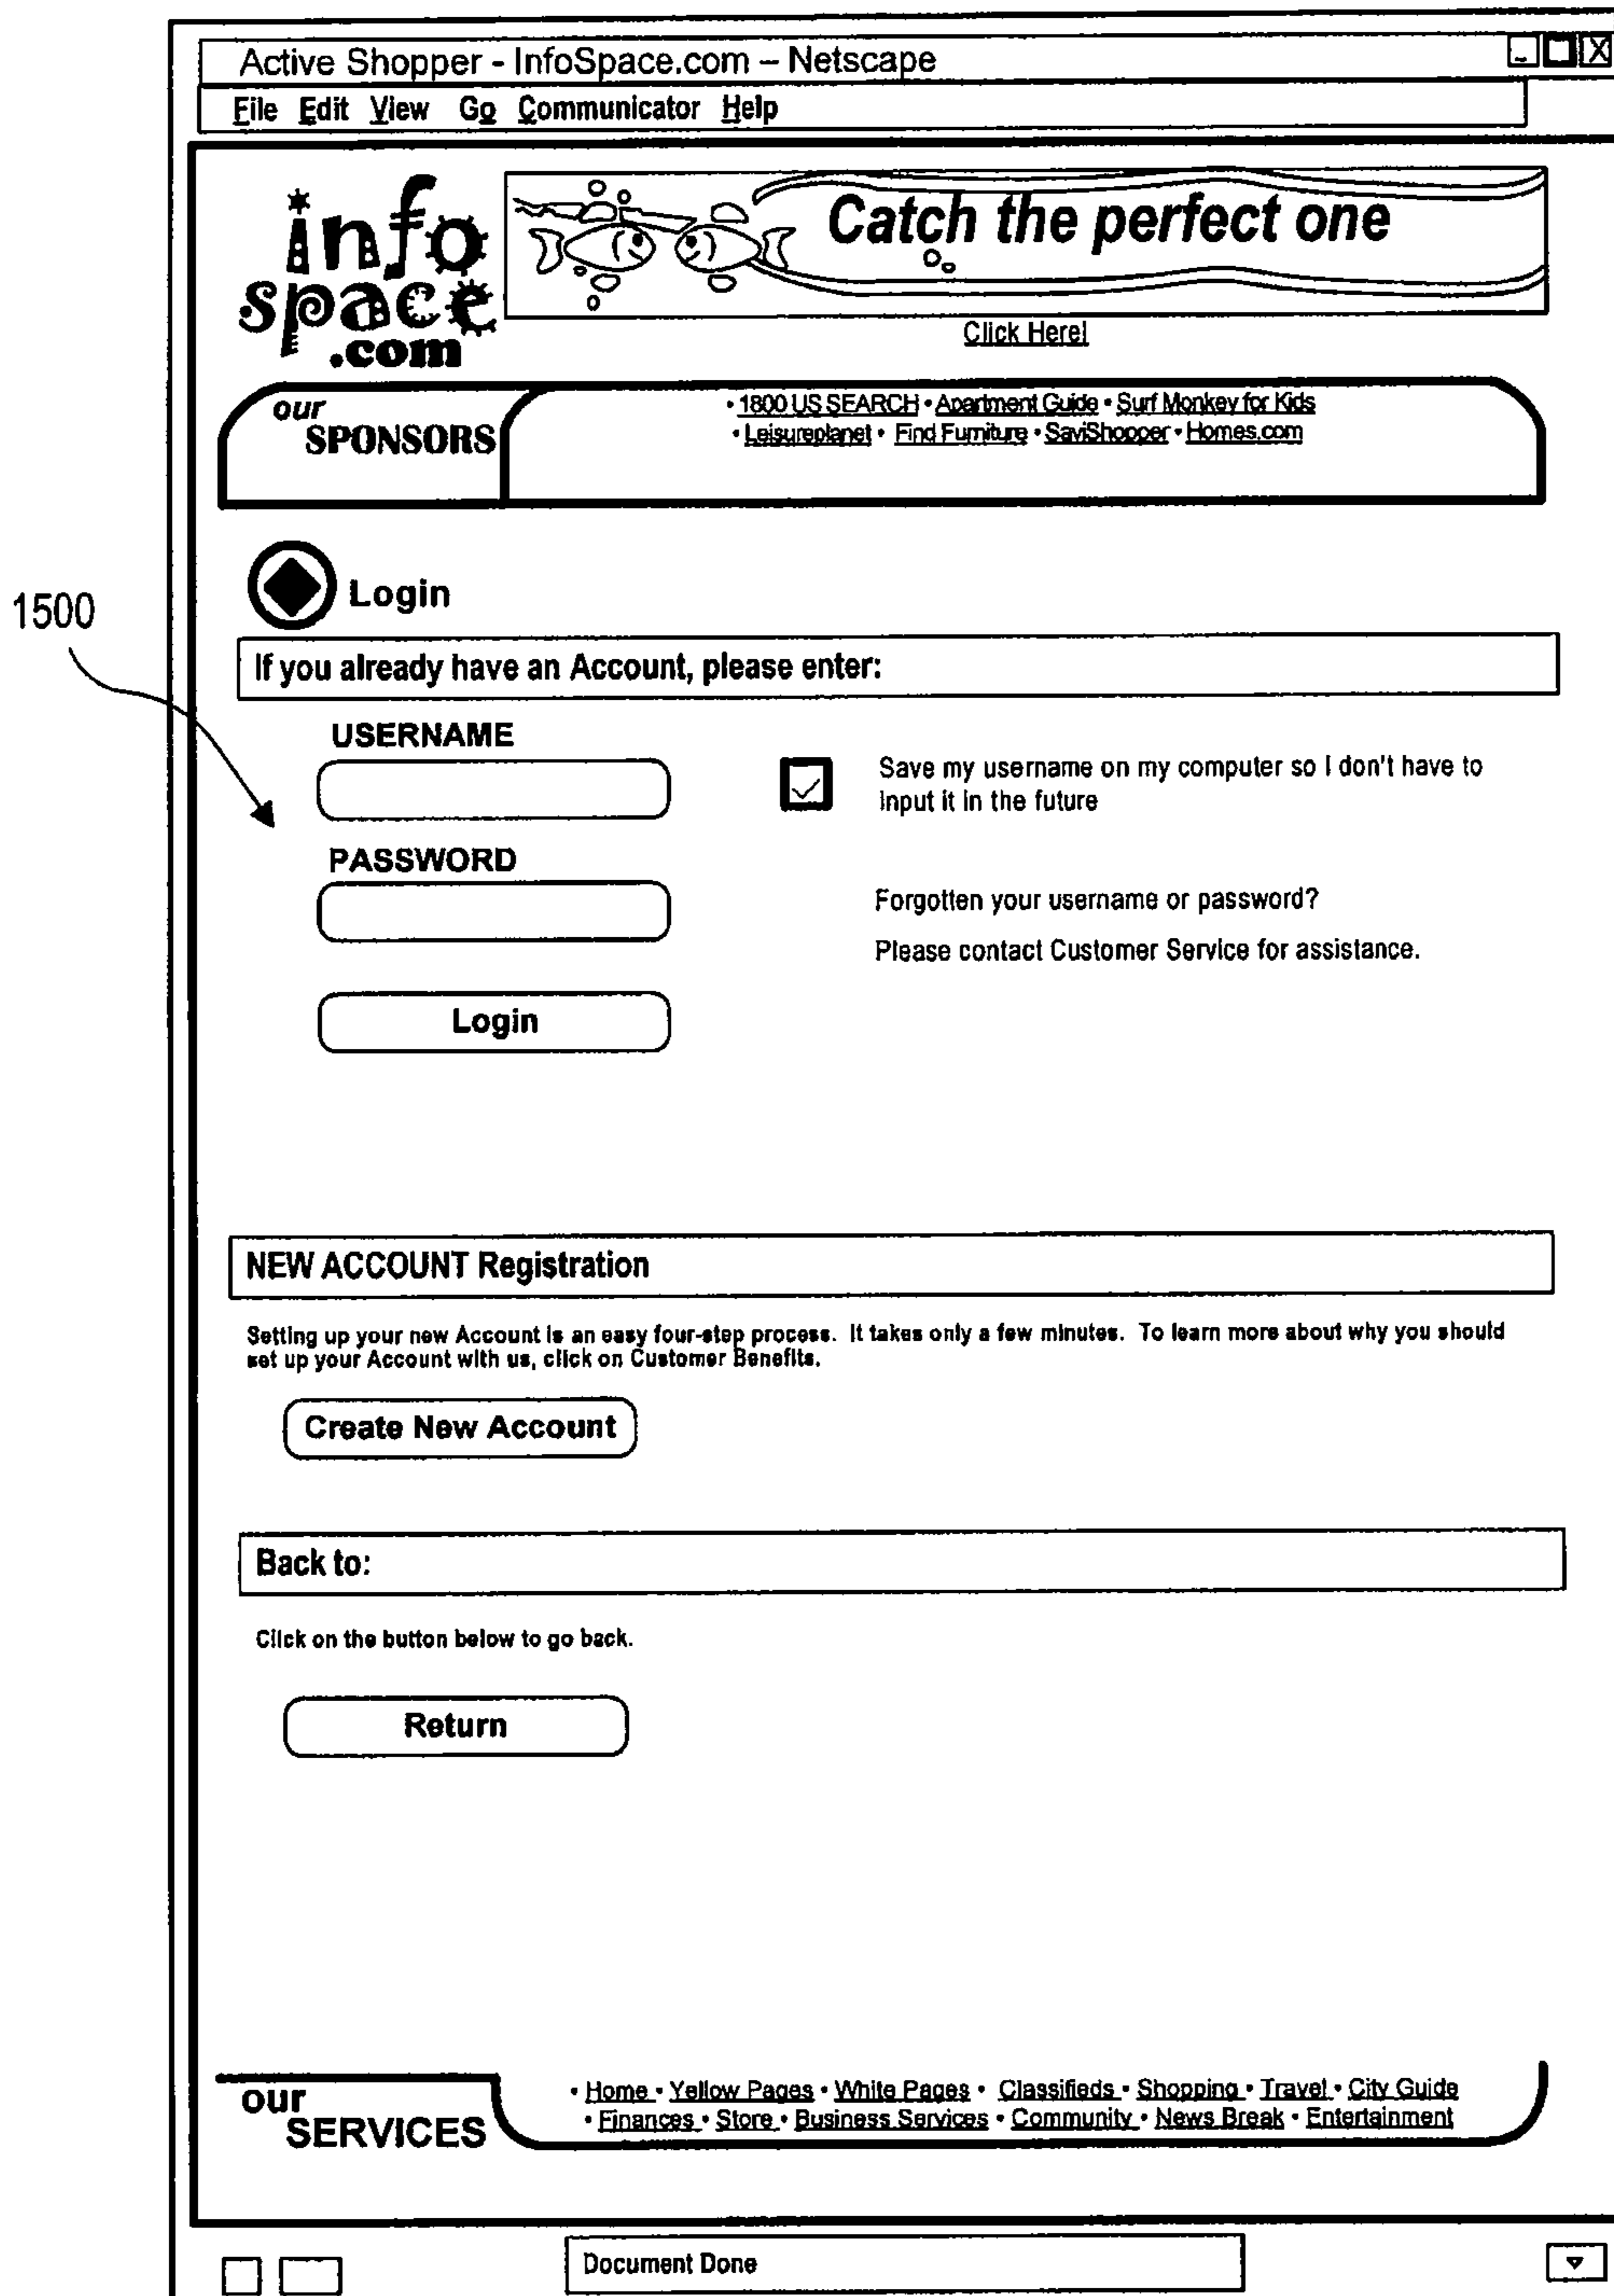 Active Shopper - InfoSpace.com – Netscape
File Edit View Go Communicator Help
info
space
.com
Catch the perfect one
Click Here!
our
SPONSORS
• 1800 US SEARCH • Apartment Guide • Surf Monkey for Kids
• Leisureplanet • Find Furniture • SaviShopper • Homes.com
1500
Login
If you already have an Account, please enter:
USERNAME
Save my username on my computer so I don't have to
input it in the future
PASSWORD
Forgotten your username or password?
Please contact Customer Service for assistance.
Login
NEW ACCOUNT Registration
Setting up your new Account is an easy four-step process. It takes only a few minutes. To learn more about why you should
set up your Account with us, click on Customer Benefits.
Create New Account
Back to:
Click on the button below to go back.
Return
our
SERVICES
• Home • Yellow Pages • White Pages • Classifieds • Shopping • Travel • City Guide
• Finances • Store • Business Services • Community • News Break • Entertainment
Document Done